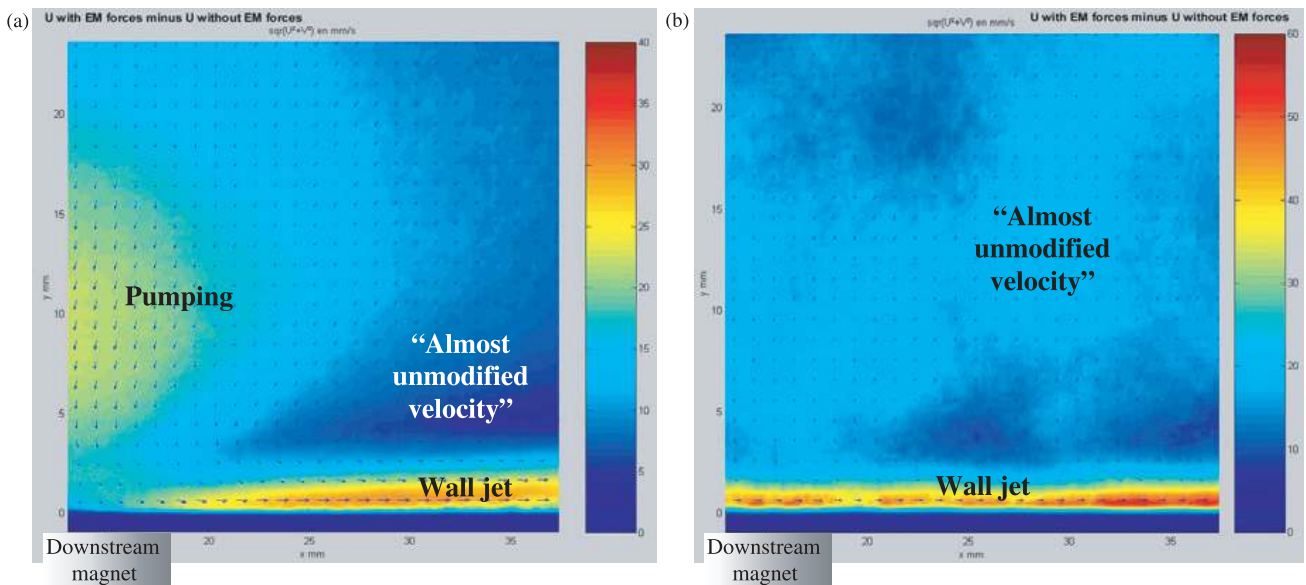 (a)
U with EM forces minus U without EM forces
sqr(U²+V²) en mm/s
40
35
30
25
20
15
10
5
0
20
15
10
5
0
y mm
Pumping
“Almost
unmodified
velocity”
Wall jet
20
25
30
35
x mm
Downstream
magnet
(b)
U with EM forces minus U without EM forces
sqr(U²+V²) en mm/s
60
50
40
30
20
10
0
20
15
10
5
0
y mm
“Almost
unmodified
velocity”
Wall jet
20
25
30
35
x mm
Downstream
magnet